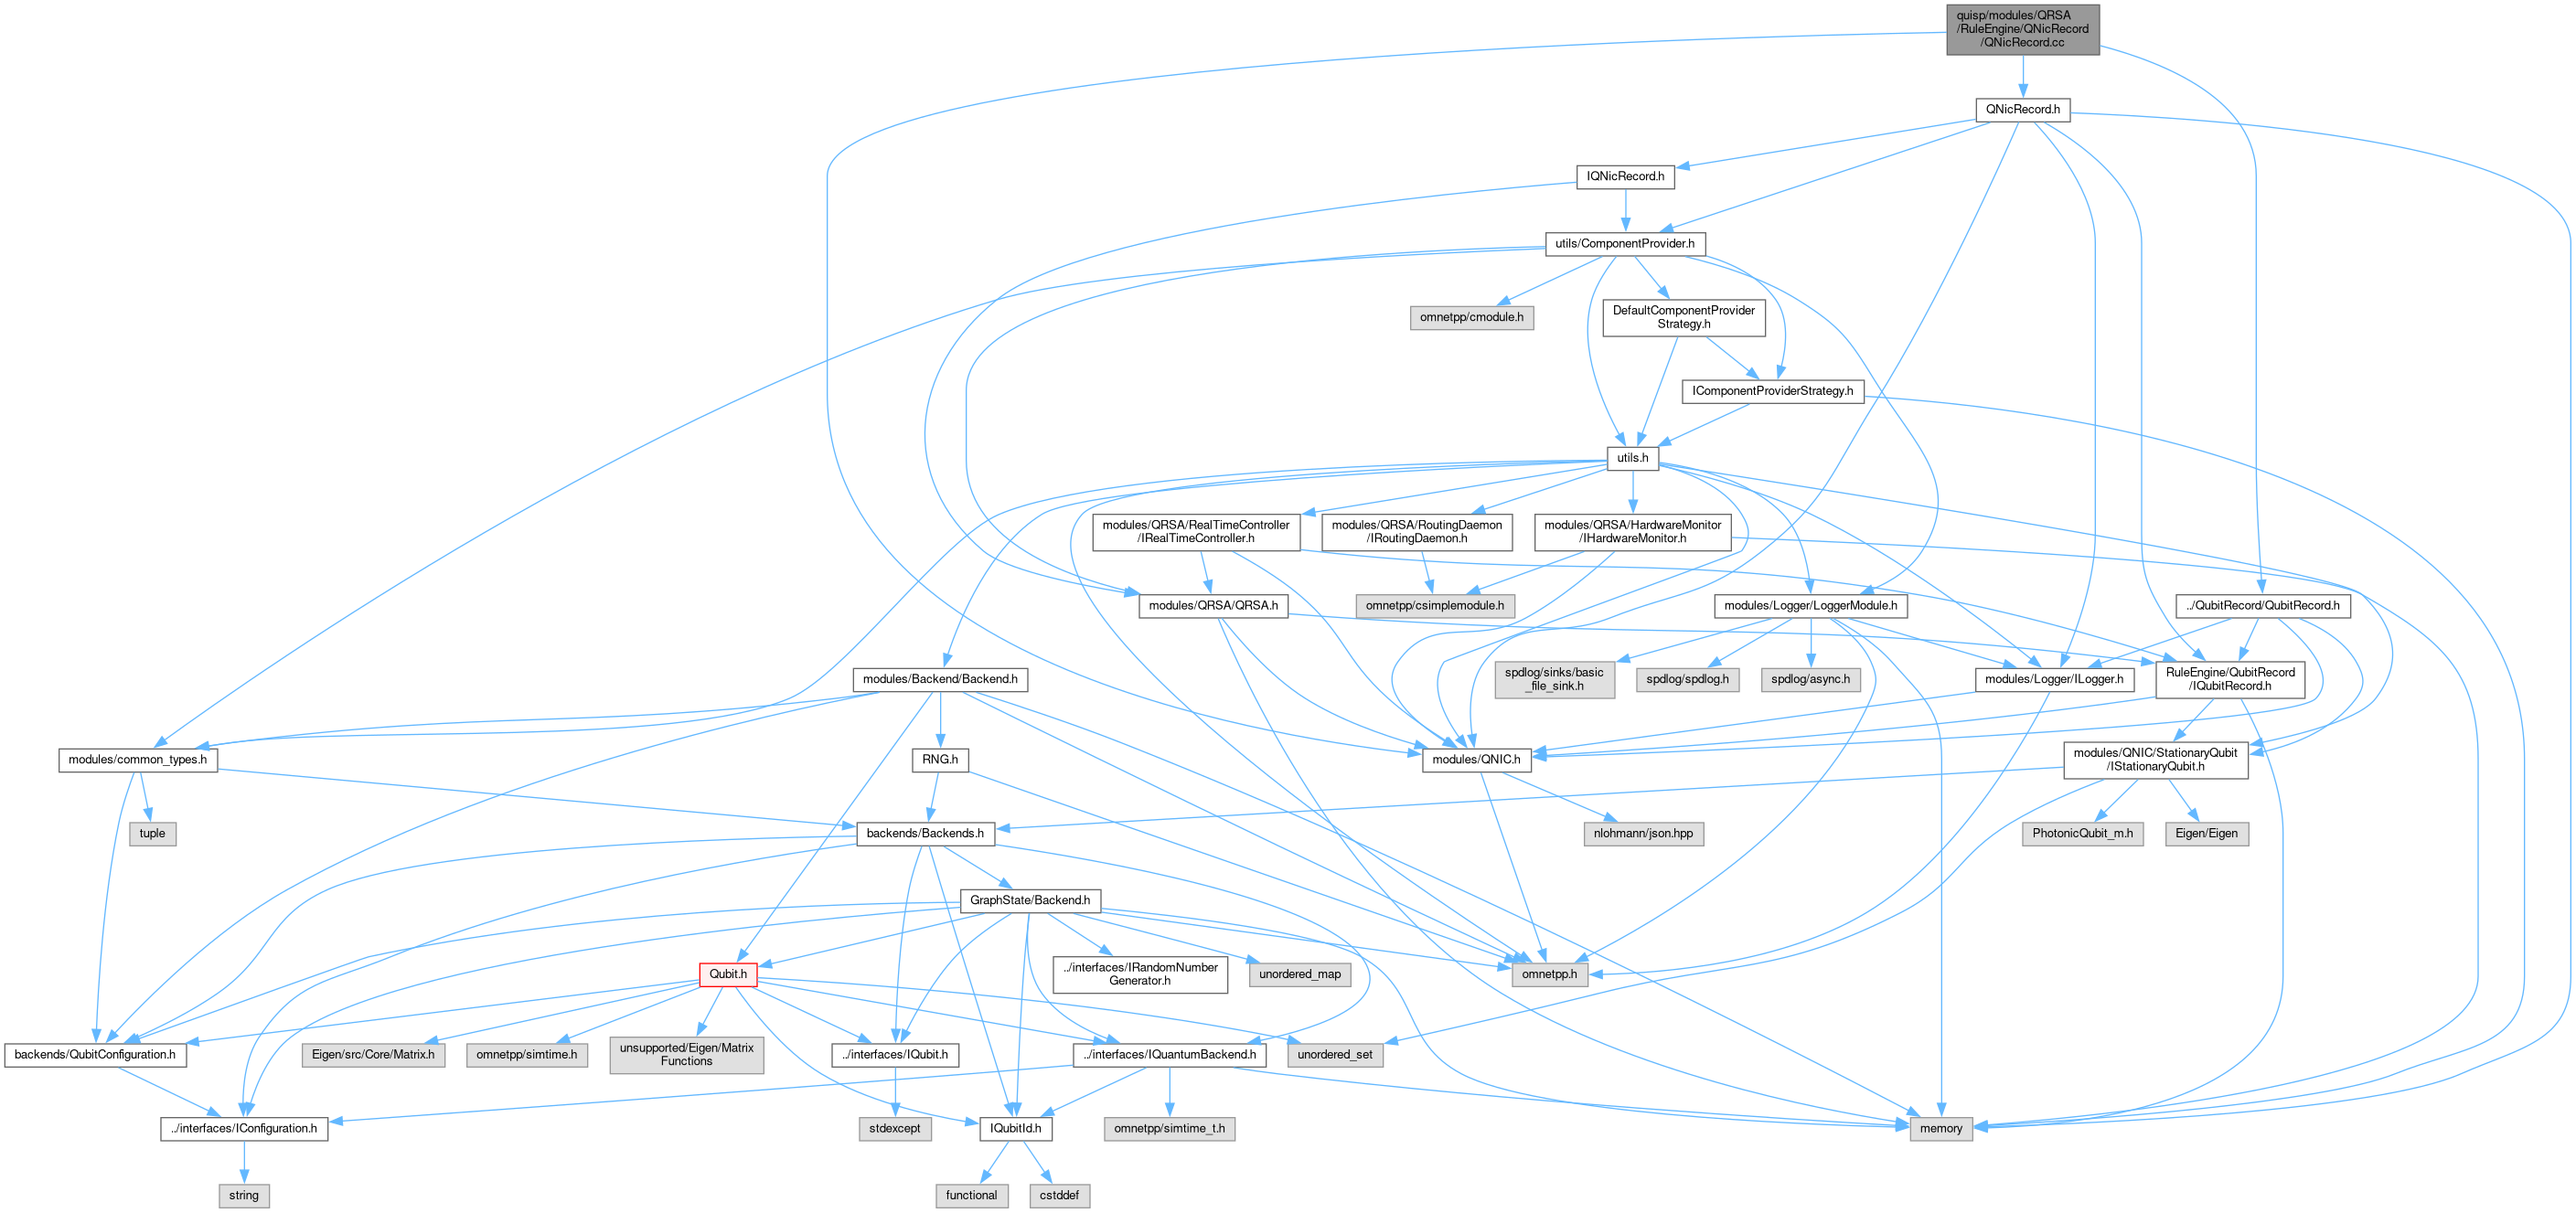 quisp/modules/QRSA
/RuleEngine/QNicRecord
/QNicRecord.cc
QNicRecord.h
IQNicRecord.h
utils/ComponentProvider.h
omnetpp/cmodule.h
DefaultComponentProvider
Strategy.h
IComponentProviderStrategy.h
utils.h
modules/QRSA/RealTimeController
/IRealTimeController.h
modules/QRSA/RoutingDaemon
/IRoutingDaemon.h
modules/QRSA/HardwareMonitor
/IHardwareMonitor.h
modules/QRSA/QRSA.h
omnetpp/csimplemodule.h
modules/Logger/LoggerModule.h
../QubitRecord/QubitRecord.h
modules/Backend/Backend.h
spdlog/sinks/basic
_file_sink.h
spdlog/spdlog.h
spdlog/async.h
modules/Logger/ILogger.h
RuleEngine/QubitRecord
/IQubitRecord.h
modules/common_types.h
RNG.h
modules/QNIC.h
modules/QNIC/StationaryQubit
/IStationaryQubit.h
tuple
backends/Backends.h
nlohmann/json.hpp
PhotonicQubit_m.h
Eigen/Eigen
GraphState/Backend.h
Qubit.h
../interfaces/IRandomNumber
Generator.h
unordered_map
omnetpp.h
backends/QubitConfiguration.h
Eigen/src/Core/Matrix.h
omnetpp/simtime.h
unsupported/Eigen/Matrix
Functions
../interfaces/IQubit.h
../interfaces/IQuantumBackend.h
unordered_set
../interfaces/IConfiguration.h
stdexcept
IQubitId.h
omnetpp/simtime_t.h
memory
string
functional
cstddef